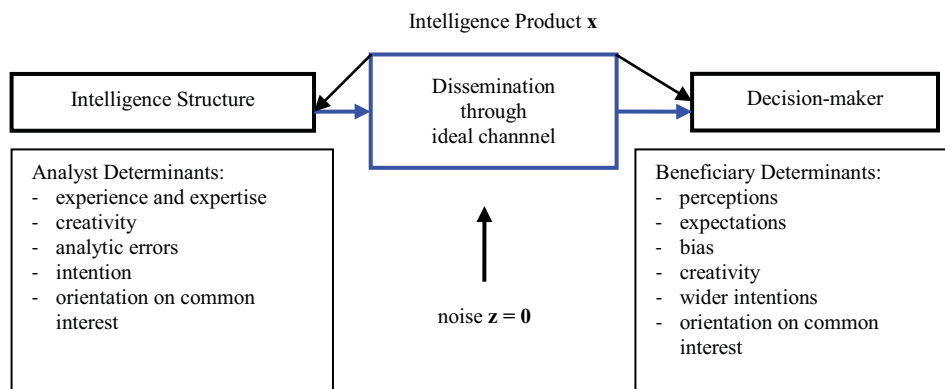 Intelligence Product x
Intelligence Structure
Dissemination
through
ideal channnel
Decision-maker
Analyst Determinants:
- experience and expertise
- creativity
- analytic errors
- intention
- orientation on common
interest
noise z = 0
Beneficiary Determinants:
- perceptions
- expectations
- bias
- creativity
- wider intentions
- orientation on common
interest